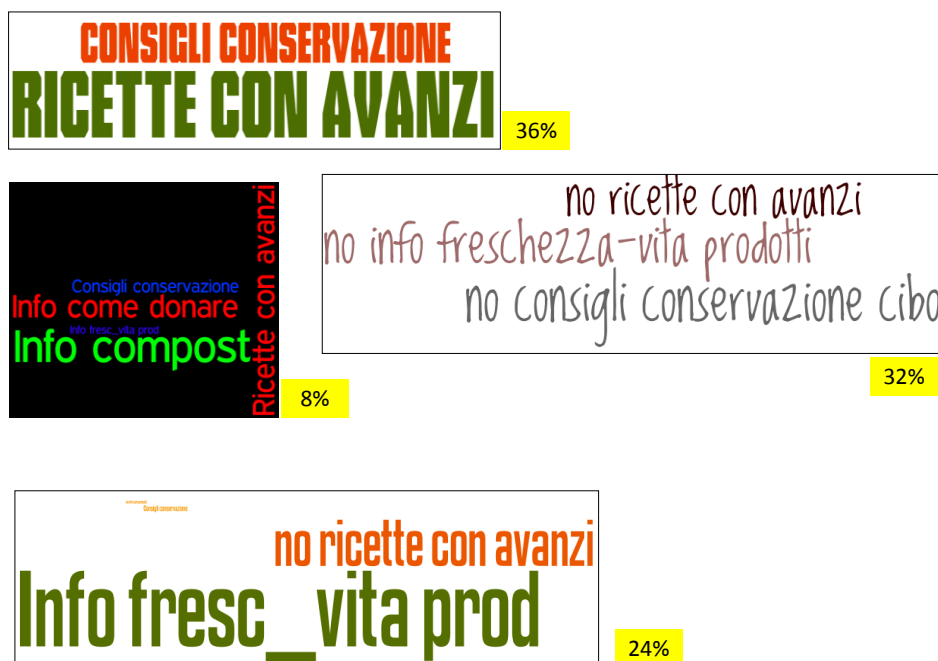 CONSIGLI CONSERVAZIONE
RICETTE CON AVANZI
36%
Consigli conservazione
Info come donare
Info fresc_vita prod
Info compost
Ricette con avanzi
8%
no ricette con avanzi
no info freschezza-vita prodotti
no consigli conservazione cibo
32%
Consigli conservazione
no ricette con avanzi
Info fresc_vita prod
24%